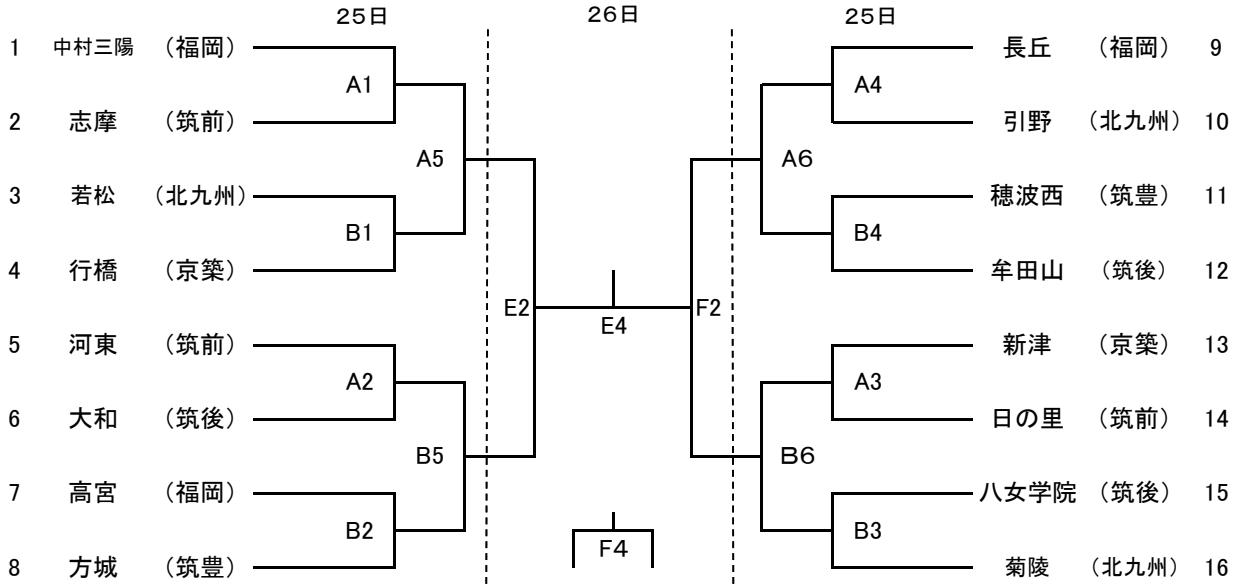 25日 26日 25日
1 中村三陽 （福岡） 長丘 （福岡） 9
A1 A4
2 志摩 （筑前） 引野 （北九州） 10
A5 A6
3 若松 （北九州） 穂波西 （筑豊） 11
B1 B4
4 行橋 （京築） 牟田山 （筑後） 12
E2 F2
E4
5 河東 （筑前） 新津 （京築） 13
A2 A3
6 大和 （筑後） 日の里 （筑前） 14
B5 B6
7 高宮 （福岡） 八女学院 （筑後） 15
B2 B3
F4
8 方城 （筑豊） 菊陵 （北九州） 16